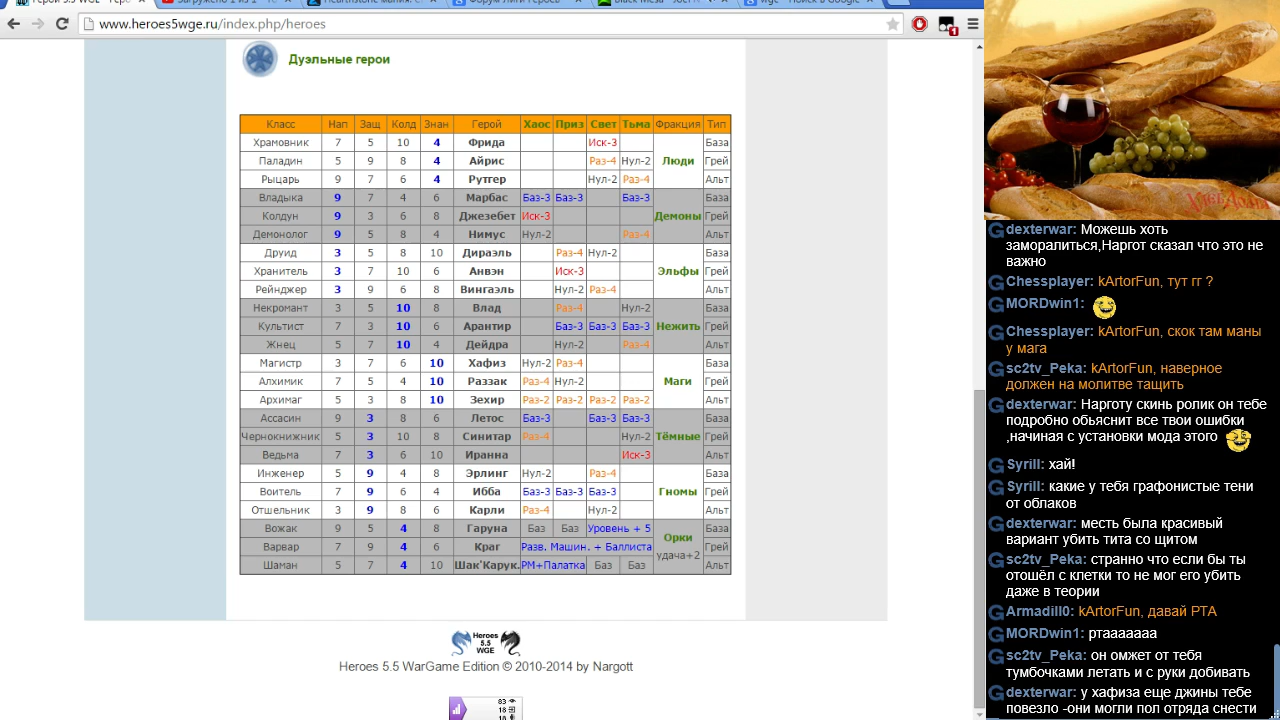 www.heroes5wge.ru/index.php/heroes
Дуэльные герои
Класс Нап Защ Колд Знан Герой Хаос Приз Свет Тьма Фракция Тип
Храмовник 7 5 10 4 Фрида Иск-3 База
Паладин 5 9 8 4 Айрис Раз-4 Нул-2 Люди Грей
Рыцарь 9 7 6 4 Рутгер Нул-2 Раз-4 Альт
Владыка 9 7 4 6 Марбас Баз-3 Баз-3 Баз-3 База
Колдун 9 3 6 8 Джезебет Иск-3 Демоны Грей
Демонолог 9 5 8 4 Нимус Нул-2 Раз-4 Альт
Друид 3 5 8 10 Дираэль Раз-4 Нул-2 База
Хранитель 3 7 10 6 Анвэн Иск-3 Эльфы Грей
Рейнджер 3 9 6 8 Вингаэль Нул-2 Раз-4 Альт
Некромант 3 5 10 8 Влад Раз-4 Нул-2 База
Культист 7 3 10 6 Арантир Баз-3 Баз-3 Баз-3 Нежить Грей
Жнец 5 7 10 4 Дейдра Нул-2 Раз-4 Альт
Магистр 3 7 6 10 Хафиз Нул-2 Раз-4 База
Алхимик 7 5 4 10 Раззак Раз-4 Нул-2 Маги Грей
Архимаг 5 3 8 10 Зехир Раз-2 Раз-2 Раз-2 Раз-2 Альт
Ассасин 9 3 8 6 Летос Баз-3 Баз-3 Баз-3 База
Чернокнижник 5 3 10 8 Синитар Раз-4 Нул-2 Тёмные Грей
Ведьма 7 3 6 10 Иранна Иск-3 Альт
Инженер 5 9 4 8 Эрлинг Нул-2 Раз-4 База
Воитель 7 9 6 4 Ибба Баз-3 Баз-3 Баз-3 Гномы Грей
Отшельник 3 9 8 6 Карли Раз-4 Нул-2 Альт
Вожак 9 5 4 8 Гаруна Баз Баз Уровень + 5 Орки База
Варвар 7 9 4 6 Краг Разв. Машин. + Баллиста удача+2 Грей
Шаман 5 7 4 10 Шак'Карук. РМ+Палатка Баз Баз Альт
Heroes
5.5
WGE
Heroes 5.5 WarGame Edition © 2010-2014 by Nargott
83
18
dexterwar: Можешь хоть
заморалиться,Наргот сказал что это не
важно
Chessplayer: kArtorFun, тут гг ?
MORDwin1:
Chessplayer: kArtorFun, скок там маны
у мага
sc2tv_Peka: kArtorFun, наверное
должен на молитве тащить
dexterwar: Нарготу скинь ролик он тебе
подробно обьяснит все твои ошибки
,начиная с установки мода этого
Syrill: хай!
Syrill: какие у тебя графонистые тени
от облаков
dexterwar: месть была красивый
вариант убить тита со щитом
sc2tv_Peka: странно что если бы ты
отошёл с клетки то не мог его убить
даже в теории
Armadill0: kArtorFun, давай РТА
MORDwin1: ртааааааа
sc2tv_Peka: он омжет от тебя
тумбочками летать и с руки добивать
dexterwar: у хафиза еще джины тебе
повезло -они могли пол отряда снести